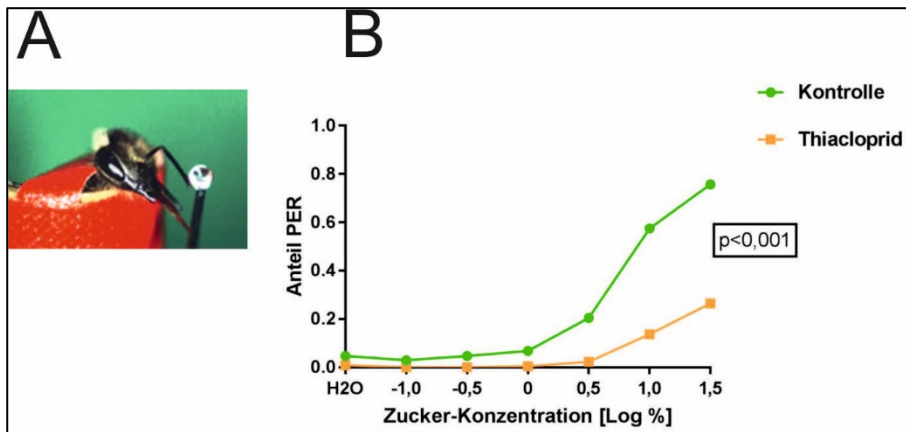 A
B
Kontrolle
Thiacloprid
1.0
0.8
0.6
0.4
0.2
0.0
Anteil PER
p<0,001
H2O -1,0 -0,5 0 0,5 1,0 1,5
Zucker-Konzentration [Log %]